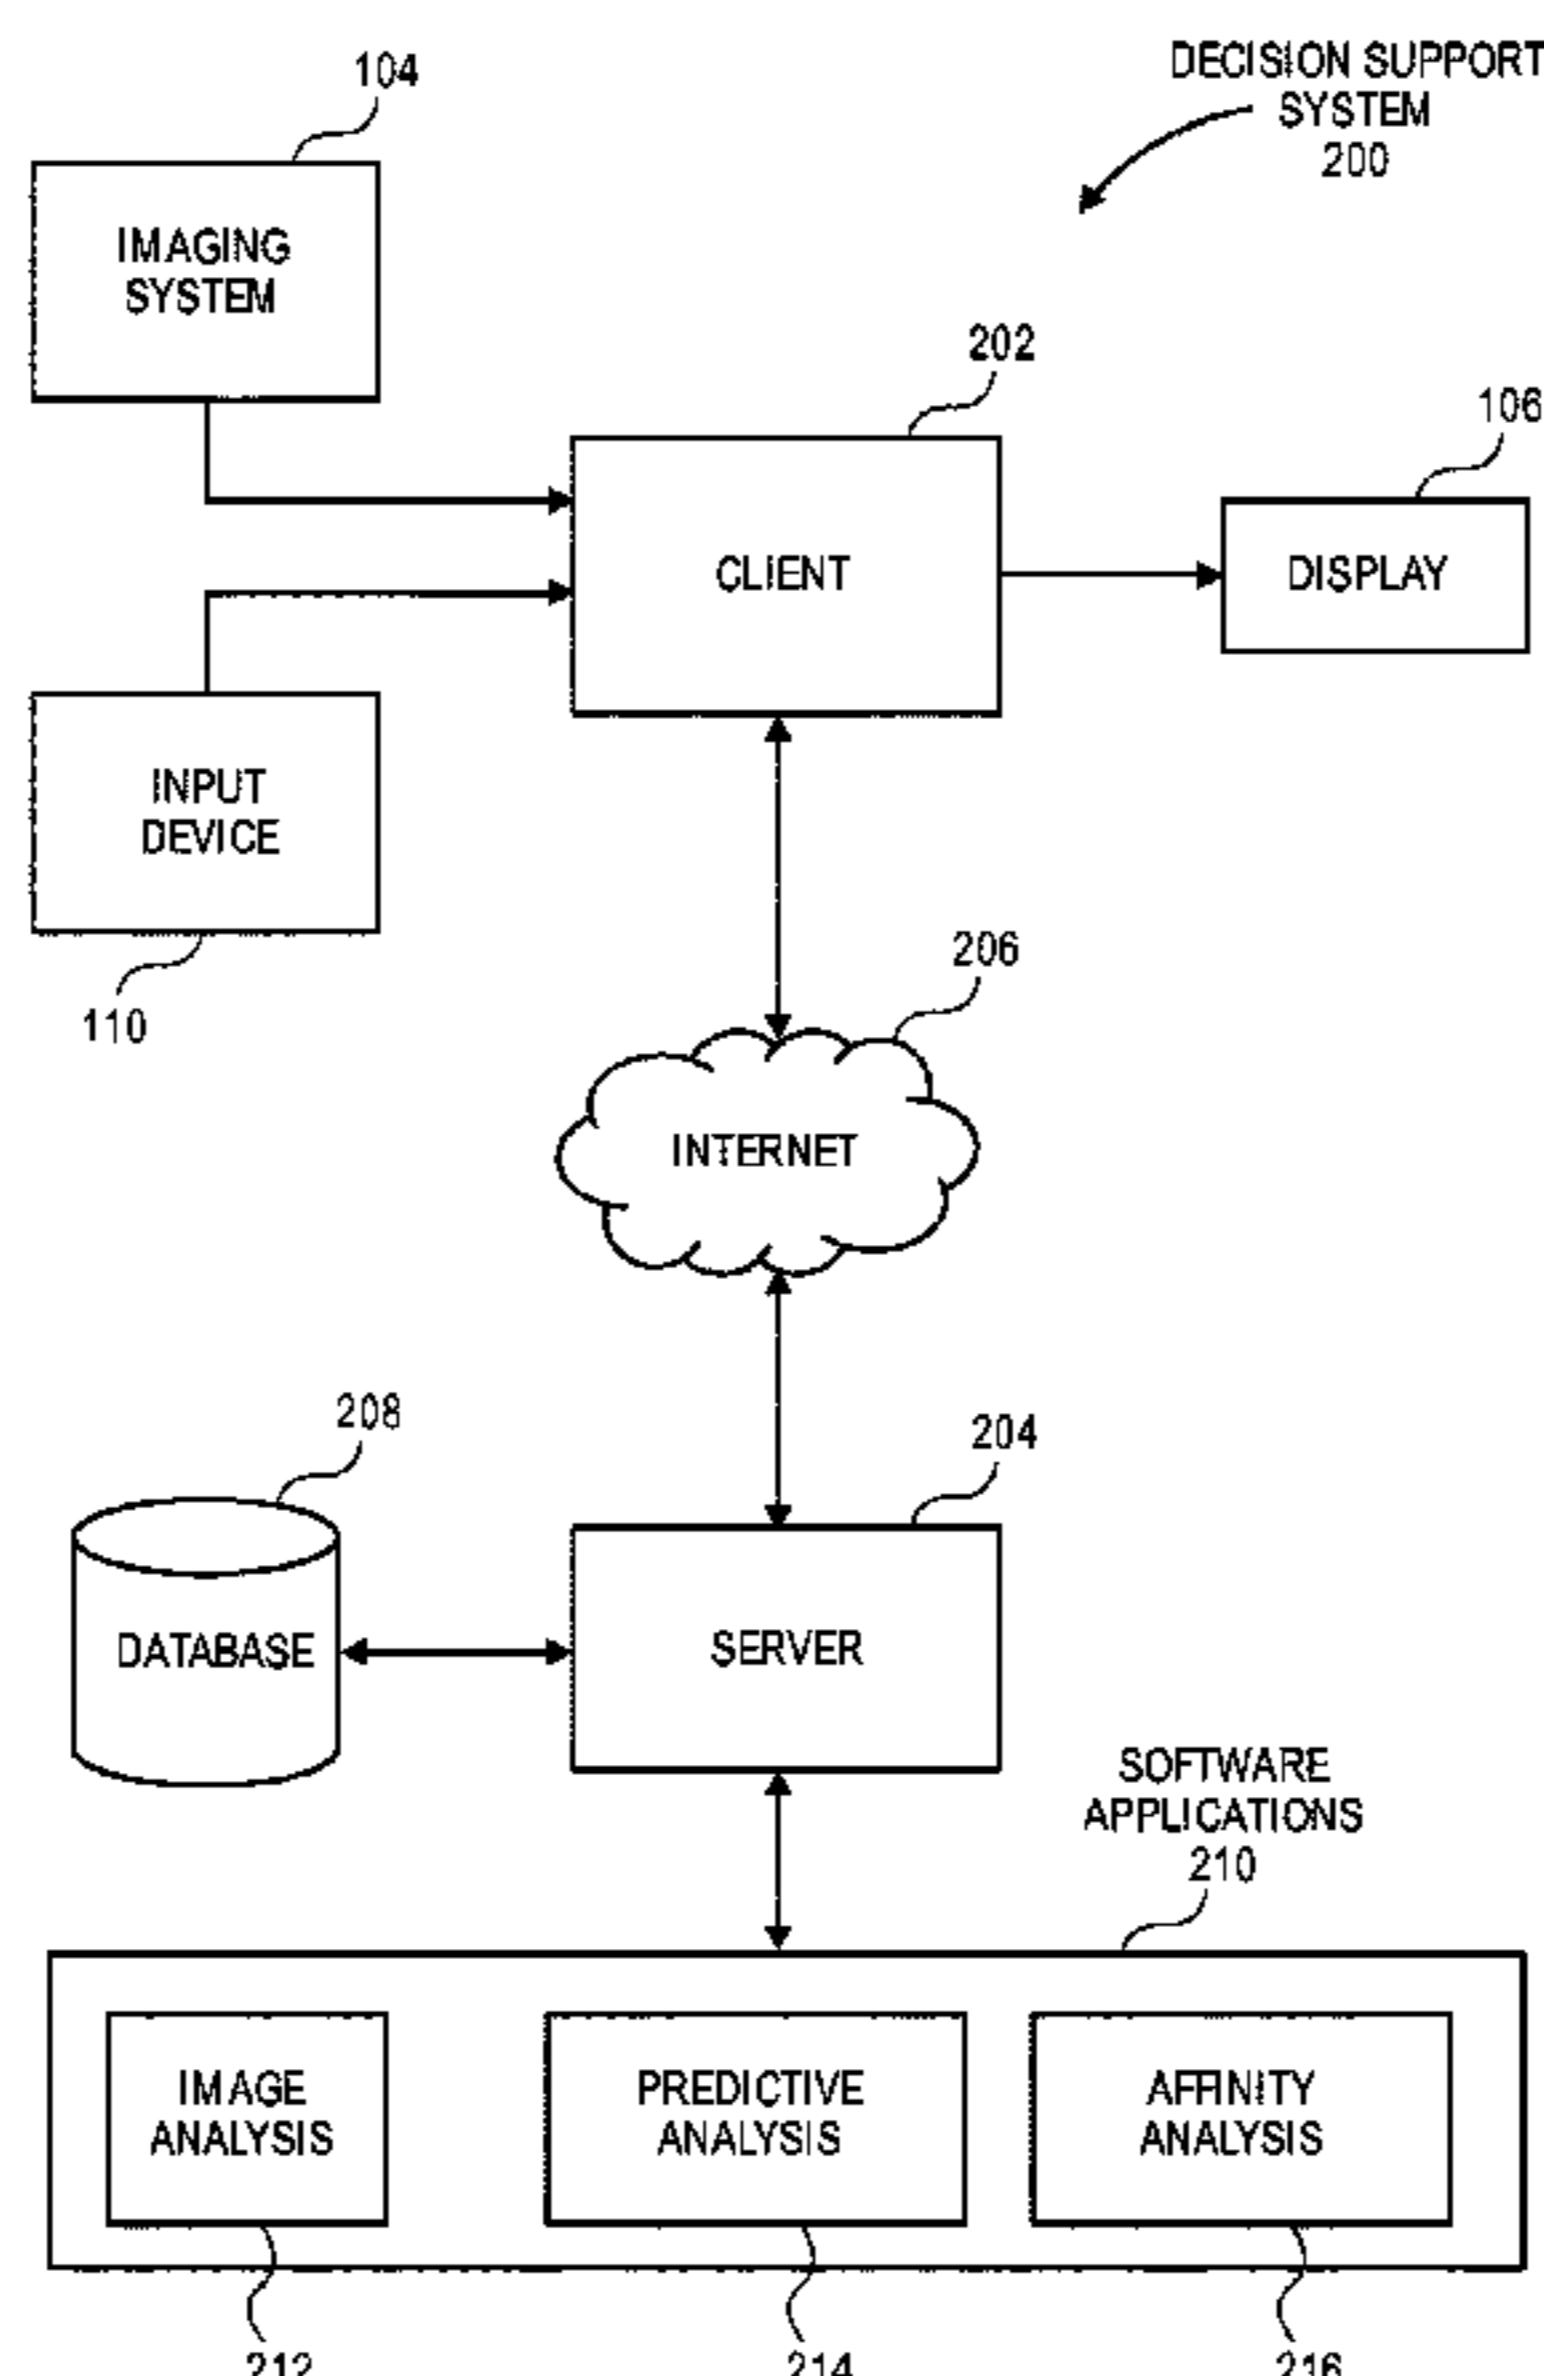 104
DECISION SUPPORT
SYSTEM
200
IMAGING
SYSTEM
202
106
CLIENT
DISPLAY
INPUT
DEVICE
110
206
INTERNET
208
204
DATABASE
SERVER
SOFTWARE
APPLICATIONS
210
IMAGE
ANALYSIS
PREDICTIVE
ANALYSIS
AFFINITY
ANALYSIS
212
214
216